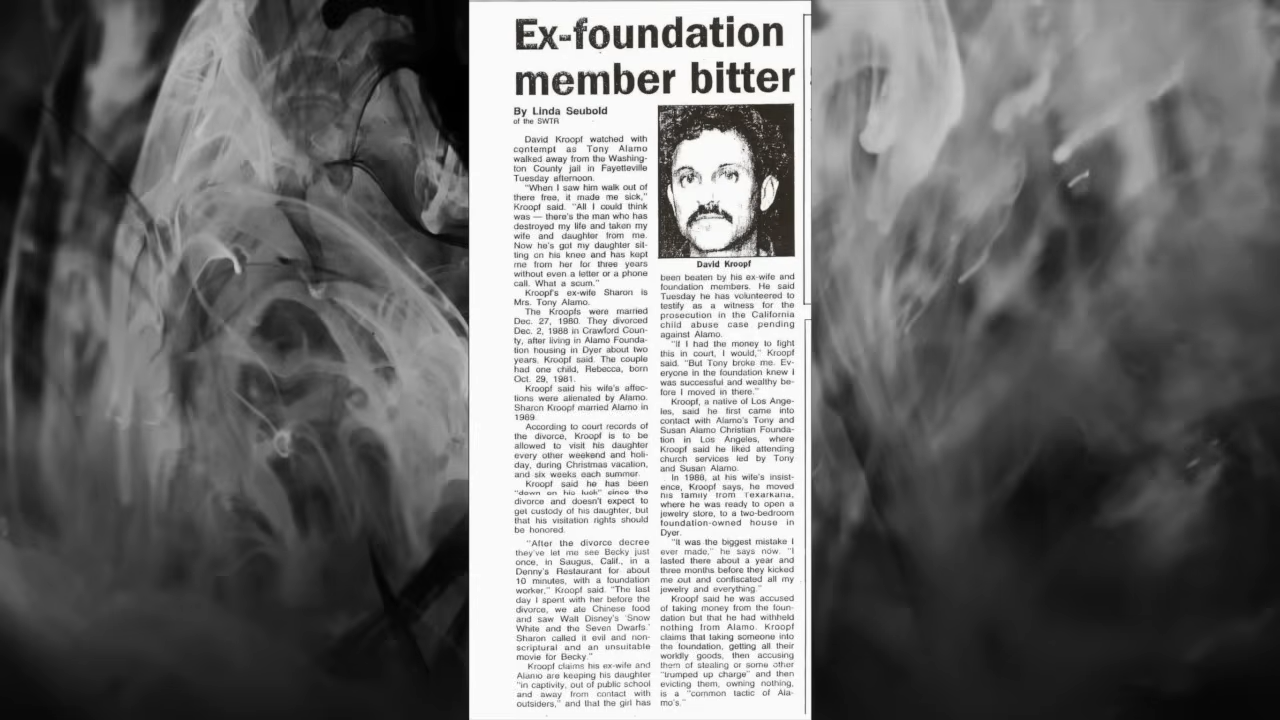 Ex-foundation
member bitter
By Linda Seubold
of the SWTR
David Kroopf watched with
contempt as Tony Alamo
walked away from the Washing-
ton County jail in Fayetteville
Tuesday afternoon.
"When I saw him walk out of
there free, it made me sick,"
Kroopf said. "All I could think
was — there's the man who has
destroyed my life and taken my
wife and daughter from me.
Now he's got my daughter sit-
ting on his knee and has kept
me from her for three years
without even a letter or a phone
call. What a scum."
Kroopf's ex-wife Sharon is
Mrs. Tony Alamo.
The Kroopfs were married
Dec. 27, 1980. They divorced
Dec. 2, 1988 in Crawford Coun-
ty, after living in Alamo Founda-
tion housing in Dyer about two
years, Kroopf said. The couple
had one child, Rebecca, born
Oct. 29, 1981.
Kroopf said his wife's affec-
tions were alienated by Alamo.
Sharon Kroopf married Alamo in
1989.
According to court records of
the divorce, Kroopf is to be
allowed to visit his daughter
every other weekend and holi-
day, during Christmas vacation,
and six weeks each summer.
Kroopf said he has been
"down on his luck" since the
divorce and doesn't expect to
get custody of his daughter, but
that his visitation rights should
be honored.
"After the divorce decree
they've let me see Becky just
once, in Saugus, Calif., in a
Denny's Restaurant for about
10 minutes, with a foundation
worker," Kroopf said. "The last
day I spent with her before the
divorce, we ate Chinese food
and saw Walt Disney's 'Snow
White and the Seven Dwarfs.'
Sharon called it evil and non-
scriptural and an unsuitable
movie for Becky."
Kroopf claims his ex-wife and
Alamo are keeping his daughter
"in captivity, out of public school
and away from contact with
outsiders," and that the girl has
David Kroopf
been beaten by his ex-wife and
foundation members. He said
Tuesday he has volunteered to
testify as a witness for the
prosecution in the California
child abuse case pending
against Alamo.
"If I had the money to fight
this in court, I would," Kroopf
said. "But Tony broke me. Ev-
eryone in the foundation knew I
was successful and wealthy be-
fore I moved in there."
Kroopf, a native of Los Ange-
les, said he first came into
contact with Alamo's Tony and
Susan Alamo Christian Founda-
tion in Los Angeles, where
Kroopf said he liked attending
church services led by Tony
and Susan Alamo.
In 1986, at his wife's insist-
ence, Kroopf says, he moved
his family from Texarkana,
where he was ready to open a
jewelry store, to a two-bedroom
foundation-owned house in
Dyer.
"It was the biggest mistake I
ever made," he says now. "I
lasted there about a year and
three months before they kicked
me out and confiscated all my
jewelry and everything."
Kroopf said he was accused
of taking money from the foun-
dation but that he had withheld
nothing from Alamo. Kroopf
claims that taking someone into
the foundation, getting all their
worldly goods, then accusing
them of stealing or some other
"trumped up charge" and then
evicting them, owning nothing,
is a "common tactic of Ala-
mo's."